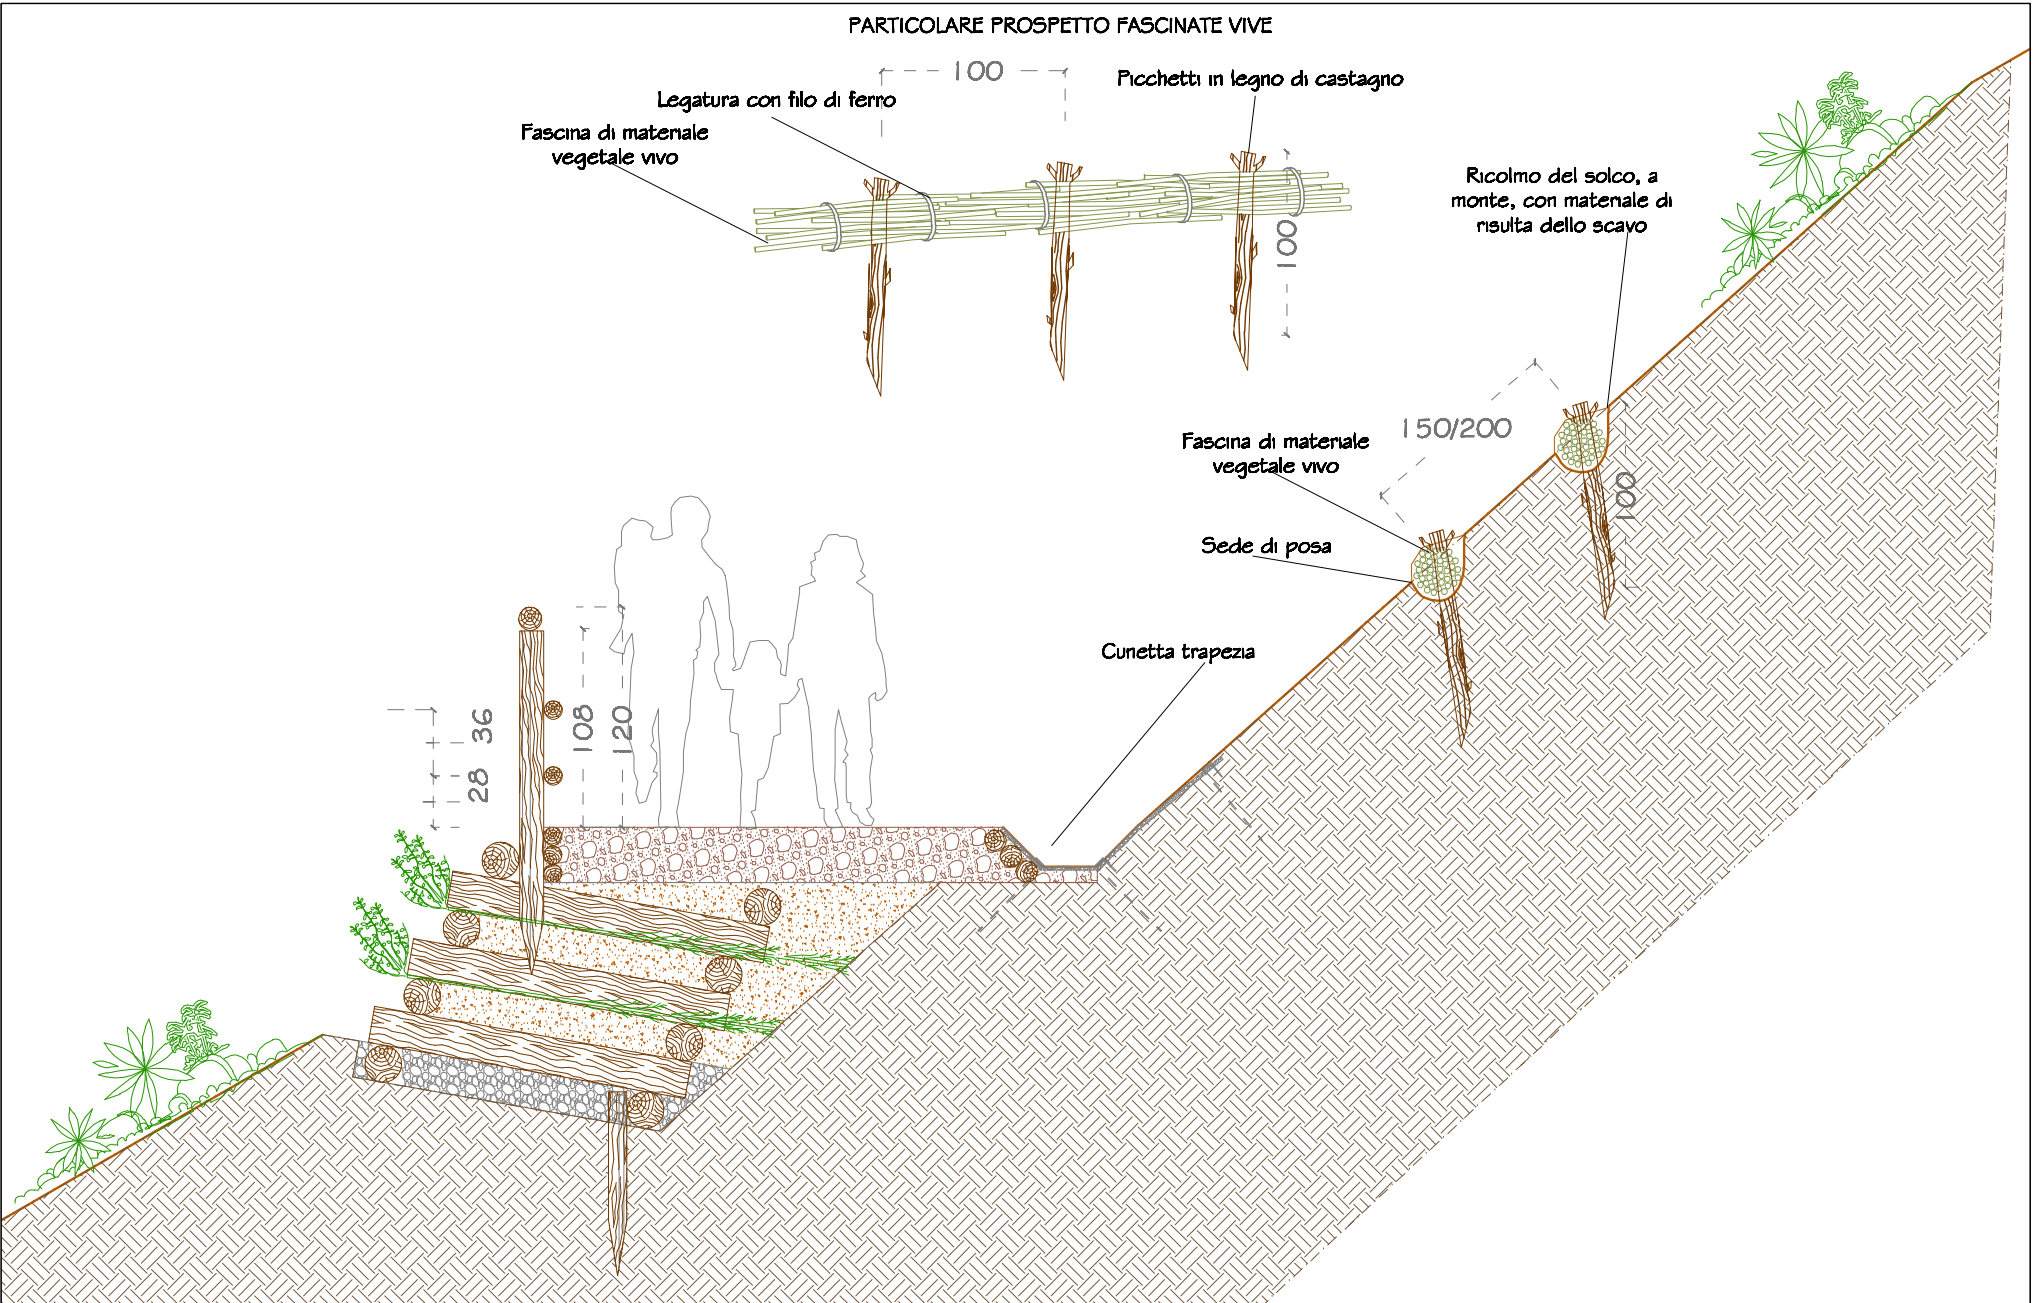 PARTICOLARE PROSPETTO FASCINATE VIVE
100
Picchetti in legno di castagno
Legatura con filo di ferro
Fascina di materiale
vegetale vivo
100
Ricolmo del solco, a
monte, con materiale di
risulta dello scavo
150/200
Fascina di materiale
vegetale vivo
100
Sede di posa
Cunetta trapezia
36
28
108
120